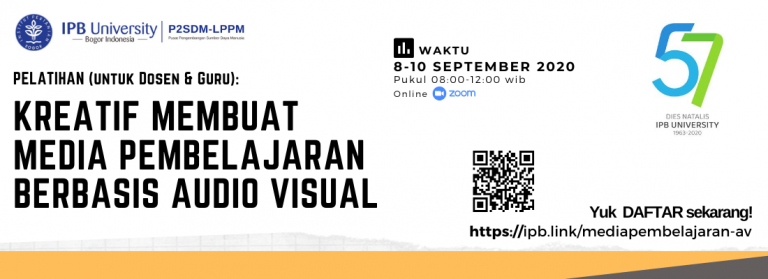 IPB University
Bogor Indonesia
P2SDM-LPPM
Pusat Pengembangan Sumber Daya Manusia
PELATIHAN (UNTUK DOSEN & GURU):
KREATIF MEMBUAT
MEDIA PEMBELAJARAN
BERBASIS AUDIO VISUAL
WAKTU
8-10 SEPTEMBER 2020
Pukul 08:00-12:00 wib
Online zoom
57
DIES NATALIS
IPB UNIVERSITY
1963-2020
Yuk DAFTAR sekarang!
https://ipb.link/mediapembelajaran-av